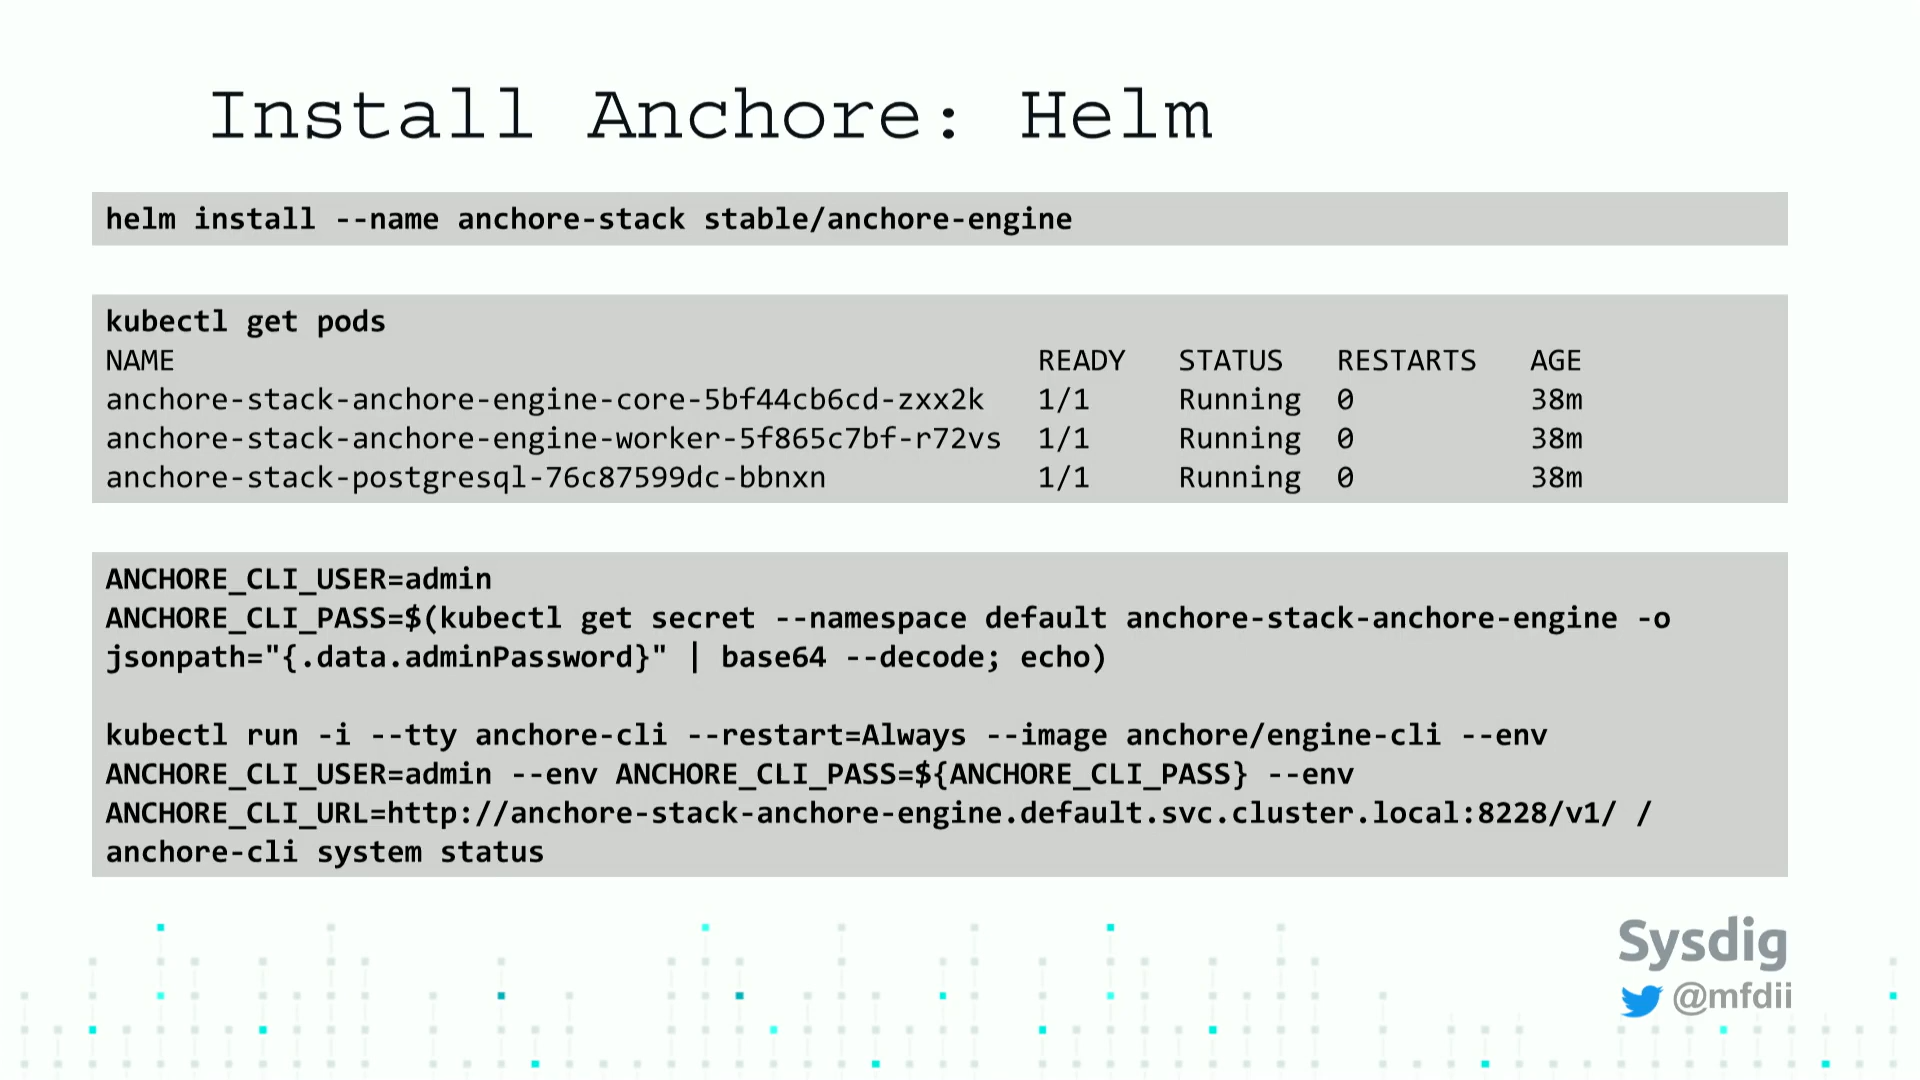 Install Anchore: Helm
helm install --name anchore-stack stable/anchore-engine
kubectl get pods
NAME READY STATUS RESTARTS AGE
anchore-stack-anchore-engine-core-5bf44cb6cd-zxx2k 1/1 Running 0 38m
anchore-stack-anchore-engine-worker-5f865c7bf-r72vs 1/1 Running 0 38m
anchore-stack-postgresql-76c87599dc-bbnxn 1/1 Running 0 38m
ANCHORE_CLI_USER=admin
ANCHORE_CLI_PASS=$(kubectl get secret --namespace default anchore-stack-anchore-engine -o
jsonpath="{.data.adminPassword}" | base64 --decode; echo)
kubectl run -i --tty anchore-cli --restart=Always --image anchore/engine-cli --env
ANCHORE_CLI_USER=admin --env ANCHORE_CLI_PASS=${ANCHORE_CLI_PASS} --env
ANCHORE_CLI_URL=http://anchore-stack-anchore-engine.default.svc.cluster.local:8228/v1/ /
anchore-cli system status
Sysdig
@mfdii